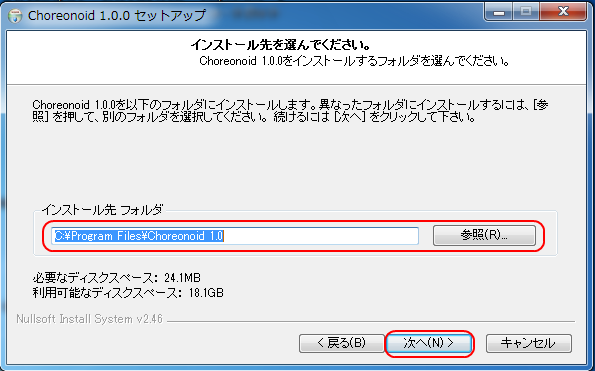 Choreonoid 1.0.0 セットアップ
インストール先を選んでください。
Choreonoid 1.0.0をインストールするフォルダを選んでください。
Choreonoid 1.0.0を以下のフォルダにインストールします。異なったフォルダにインストールするには、[参
照] を押して、別のフォルダを選択してください。 続けるには [次へ] をクリックして下さい。
インストール先 フォルダ
C:¥Program Files¥Choreonoid 1.0
参照(R)...
必要なディスクスペース: 24.1MB
利用可能なディスクスペース: 18.1GB
Nullsoft Install System v2.46
< 戻る(B)
次へ(N) >
キャンセル